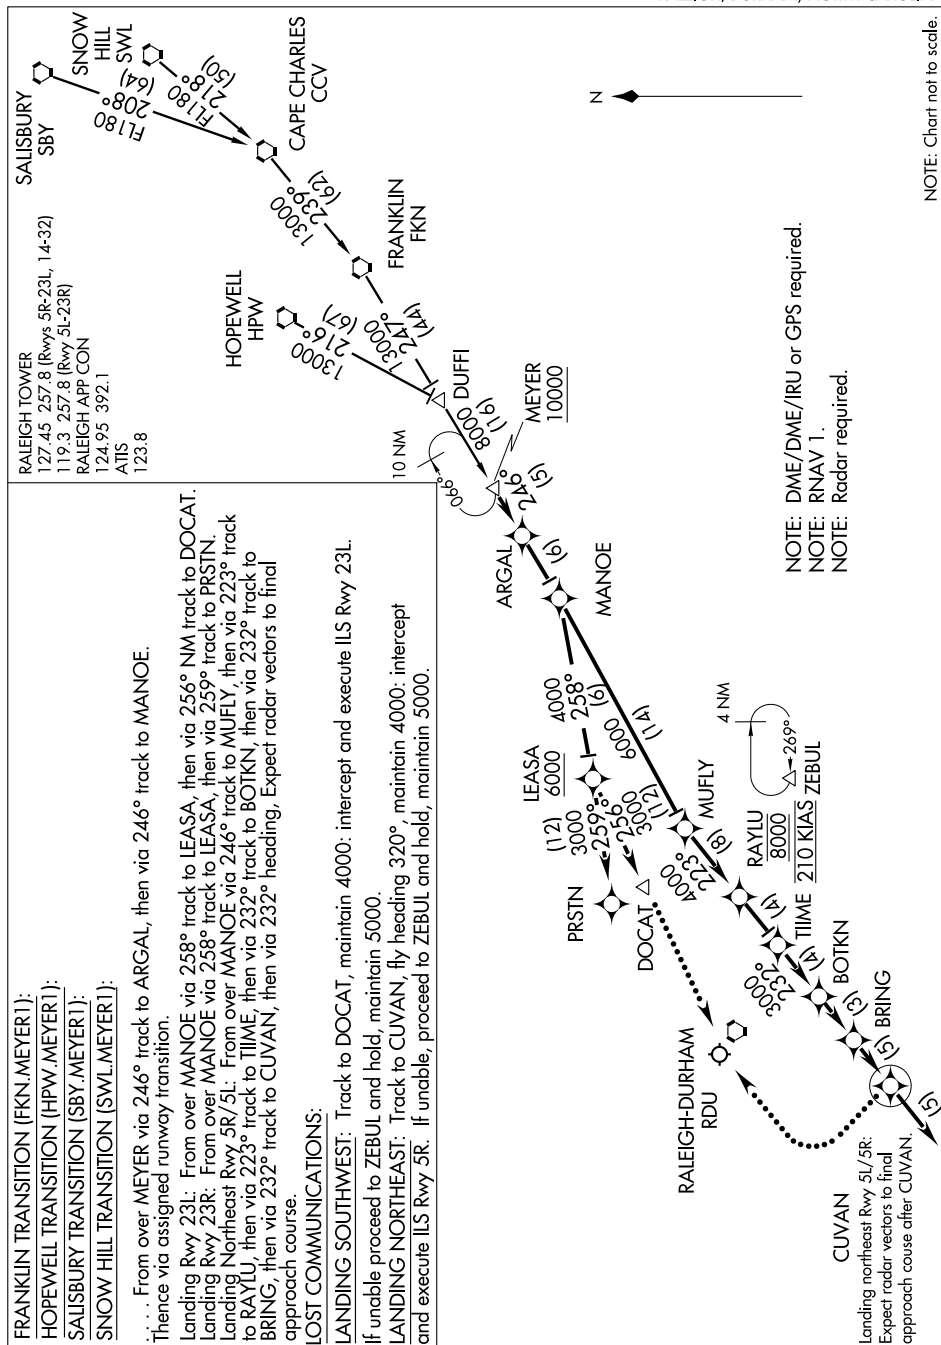 FRANKLIN TRANSITION (FKN.MEYER1):
HOPEWELL TRANSITION (HPW.MEYER1):
SALISBURY TRANSITION (SBY.MEYER1):
SNOW HILL TRANSITION (SWL.MEYER1):
. . . . From over MEYER via 246° track to ARGAL, then via 246° track to MANOE.
Thence via assigned runway transition.
Landing Rwy 23L: From over MANOE via 258° track to LEASA, then via 256° NM track to DOCAT.
Landing Rwy 23R: From over MANOE via 258° track to LEASA, then via 259° track to PRSTN.
Landing Northeast Rwy 5R/5L: From over MANOE via 246° track to MUFLY, then via 223° track
to RAYLU, then via 223° track to TIIME, then via 232° track to BOTKN, then via 232° track to
BRING, then via 232° track to CUVAN, then via 232° heading, Expect radar vectors to final
approach course.
LOST COMMUNICATIONS:
LANDING SOUTHWEST: Track to DOCAT, maintain 4000: intercept and execute ILS Rwy 23L.
If unable proceed to ZEBUL and hold, maintain 5000.
LANDING NORTHEAST: Track to CUVAN, fly heading 320°, maintain 4000: intercept
and execute ILS Rwy 5R. If unable, proceed to ZEBUL and hold, maintain 5000.
RALEIGH TOWER
127.45 257.8 (Rwys 5R-23L, 14-32)
119.3 257.8 (Rwy 5L-23R)
RALEIGH APP CON
124.95 392.1
ATIS
123.8
SALISBURY
SBY
SNOW
HILL
SWL
FL180
208°
(64)
FL180
218°
(50)
CAPE CHARLES
CCV
13000
239°
(62)
FRANKLIN
FKN
HOPEWELL
HPW
13000
216°
(67)
13000
247°
(44)
DUFFI
8000
(16)
MEYER
10000
10 NM
066°
246°
(5)
ARGAL
(6)
MANOE
4000
258°
(6)
6000
(14)
LEASA
6000
(12)
3000
259°
256°
3000
(12)
PRSTN
DOCAT
MUFLY
4000
223°
(8)
RAYLU
8000
210 KIAS
4 NM
269°
ZEBUL
(4)
TIIME
3000
232°
(4)
BOTKN
(3)
BRING
(5)
(5)
RALEIGH-DURHAM
RDU
CUVAN
Landing northeast Rwy 5L/5R:
Expect radar vectors to final
approach couse after CUVAN.
N
NOTE: DME/DME/IRU or GPS required.
NOTE: RNAV 1.
NOTE: Radar required.
NOTE: Chart not to scale.